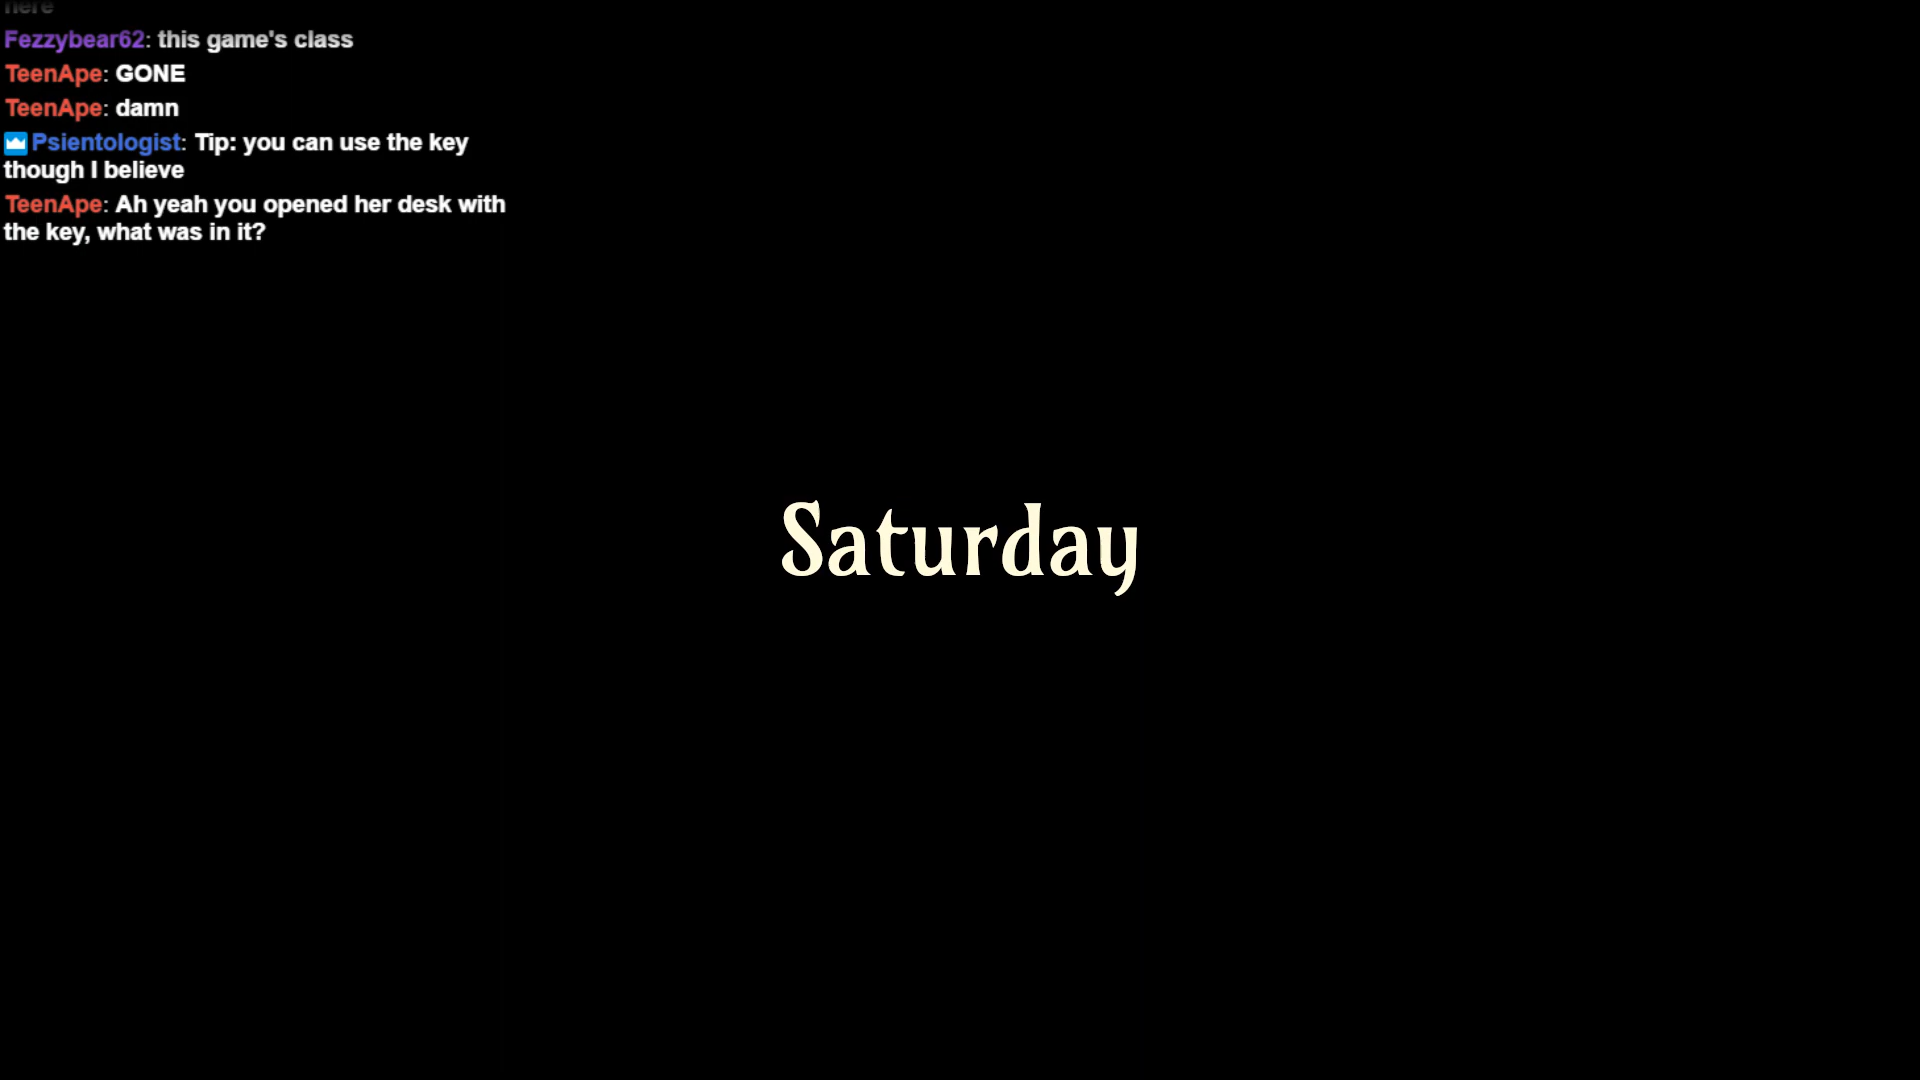 here
Fezzybear62: this game's class
TeenApe: GONE
TeenApe: damn
Psientologist: Tip: you can use the key
though I believe
TeenApe: Ah yeah you opened her desk with
the key, what was in it?
Saturday